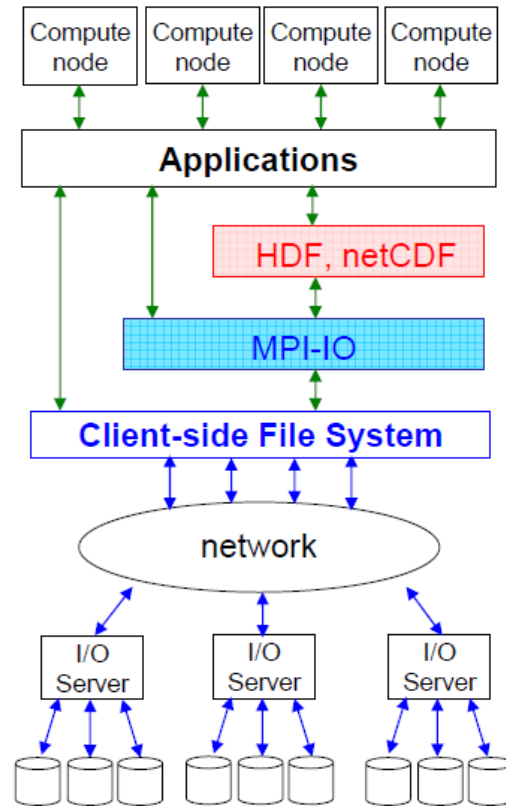 Compute
node
Compute
node
Compute
node
Compute
node
Applications
HDF, netCDF
MPI-IO
Client-side File System
network
I/O
Server
I/O
Server
I/O
Server